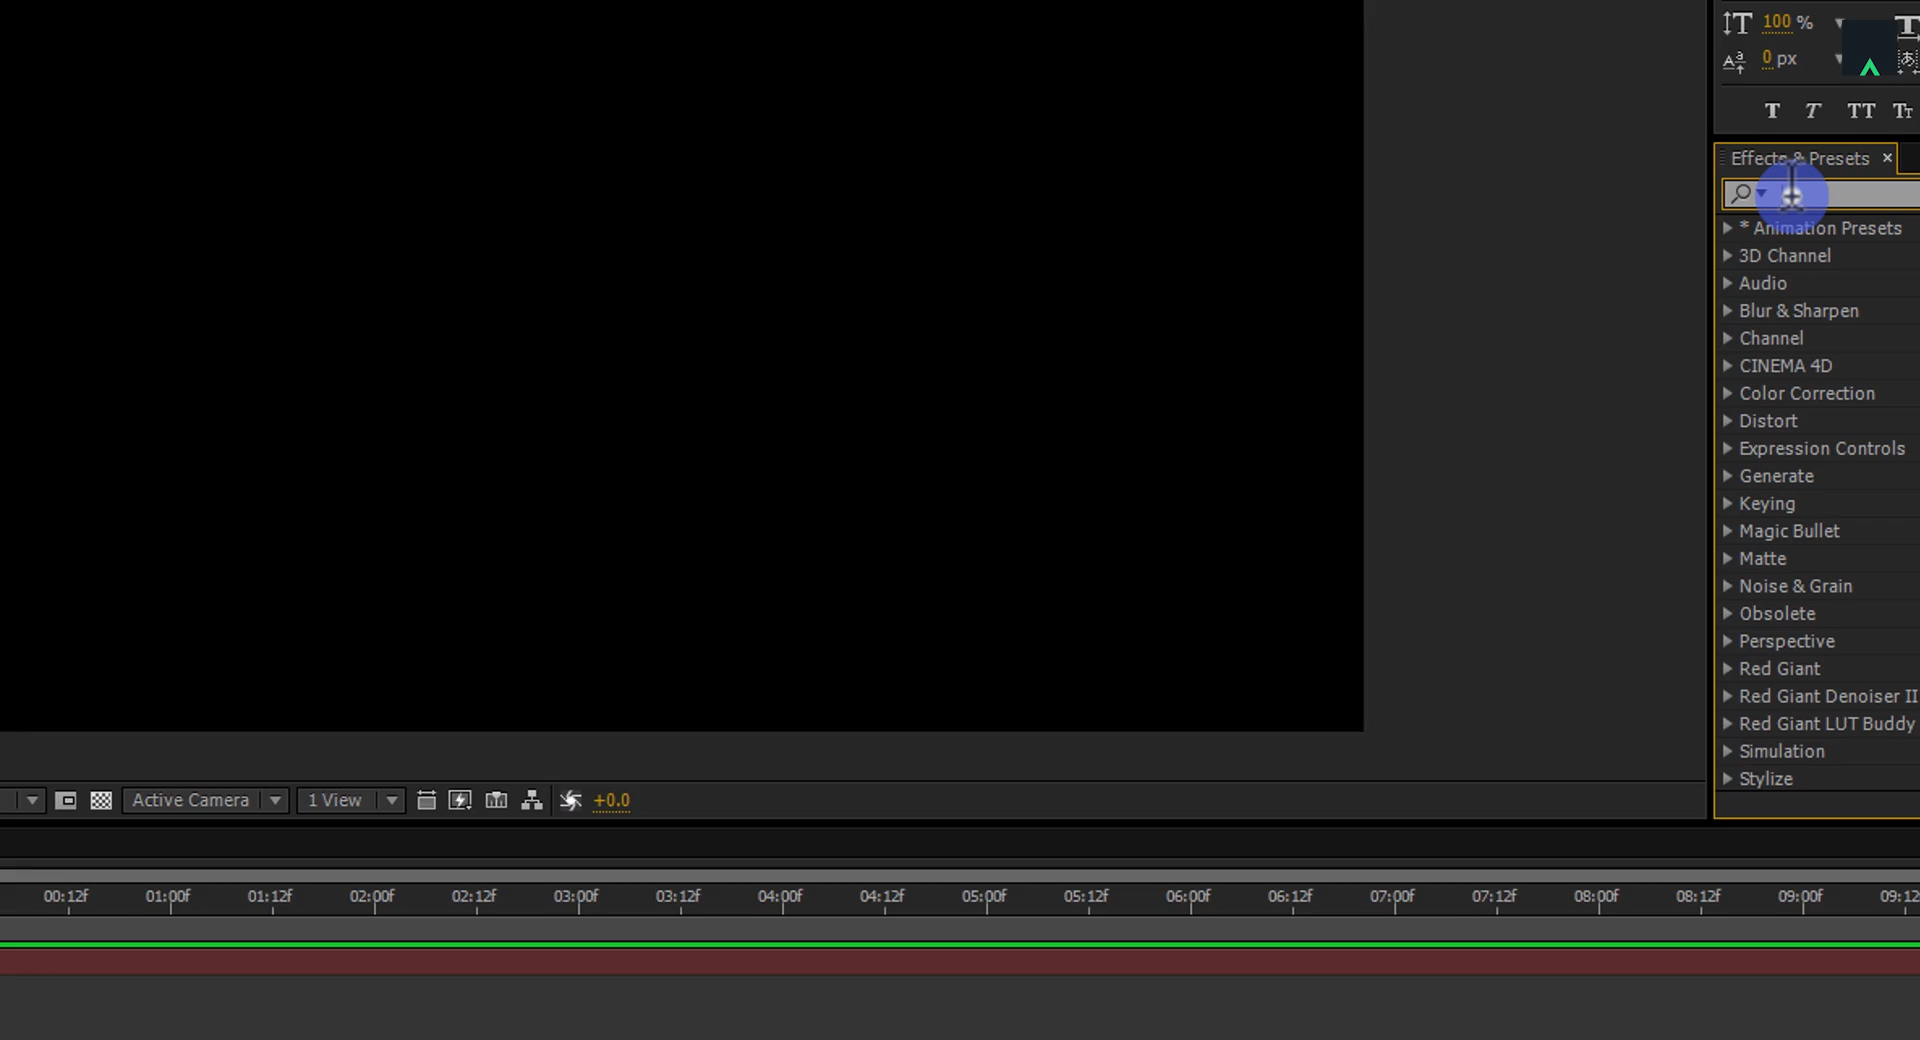 100 %
0 px
T T TT Tr
Effects & Presets
* Animation Presets
3D Channel
Audio
Blur & Sharpen
Channel
CINEMA 4D
Color Correction
Distort
Expression Controls
Generate
Keying
Magic Bullet
Matte
Noise & Grain
Obsolete
Perspective
Red Giant
Red Giant Denoiser II
Red Giant LUT Buddy
Simulation
Stylize
Active Camera 1 View +0.0
00:12f 01:00f 01:12f 02:00f 02:12f 03:00f 03:12f 04:00f 04:12f 05:00f 05:12f 06:00f 06:12f 07:00f 07:12f 08:00f 08:12f 09:00f 09:12